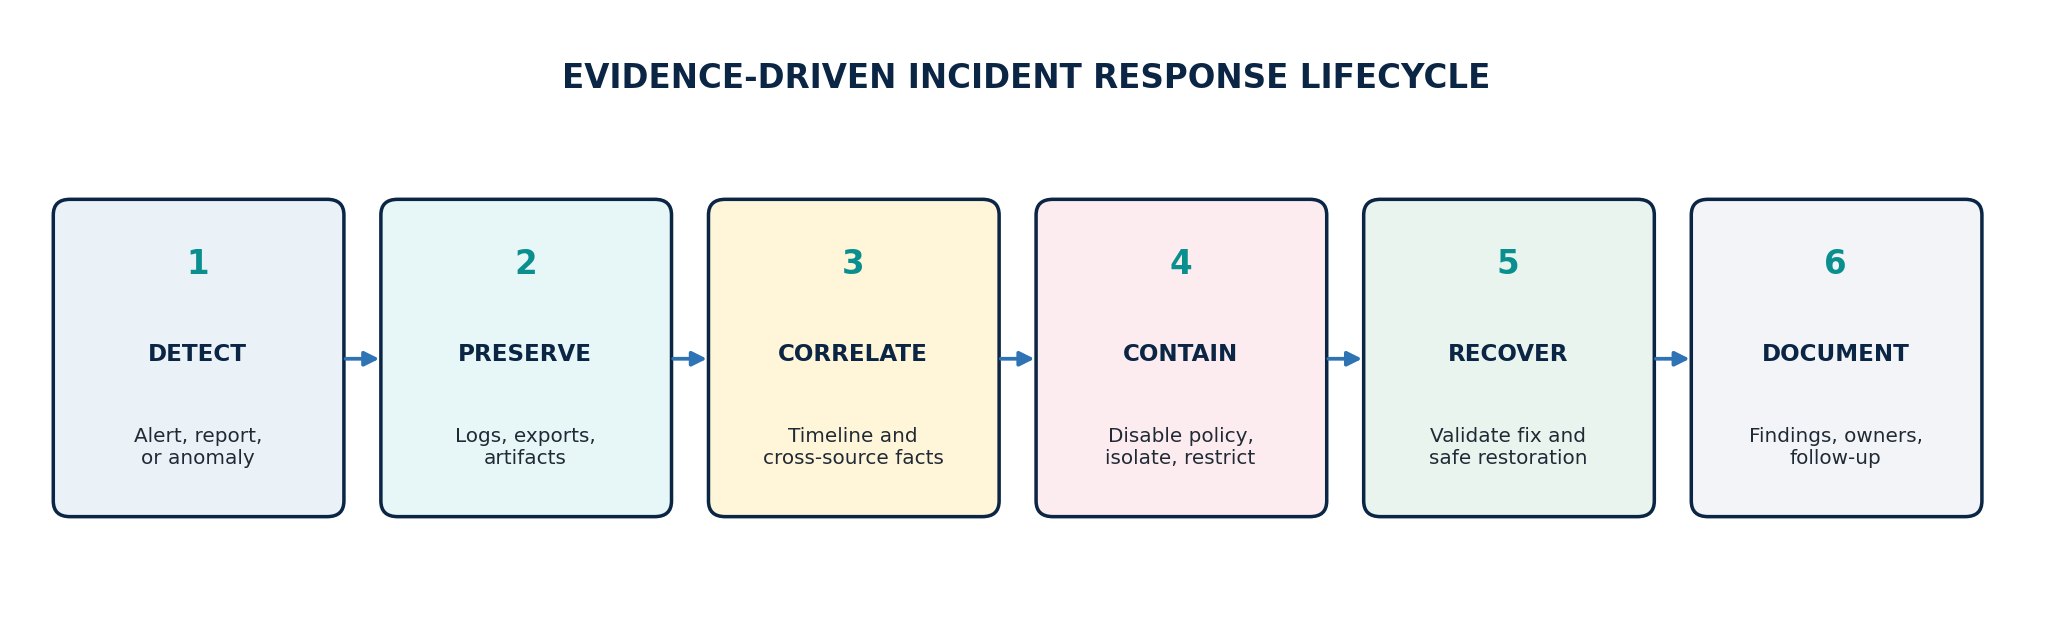 EVIDENCE-DRIVEN INCIDENT RESPONSE LIFECYCLE
1
DETECT
Alert, report,
or anomaly
2
PRESERVE
Logs, exports,
artifacts
3
CORRELATE
Timeline and
cross-source facts
4
CONTAIN
Disable policy,
isolate, restrict
5
RECOVER
Validate fix and
safe restoration
6
DOCUMENT
Findings, owners,
follow-up